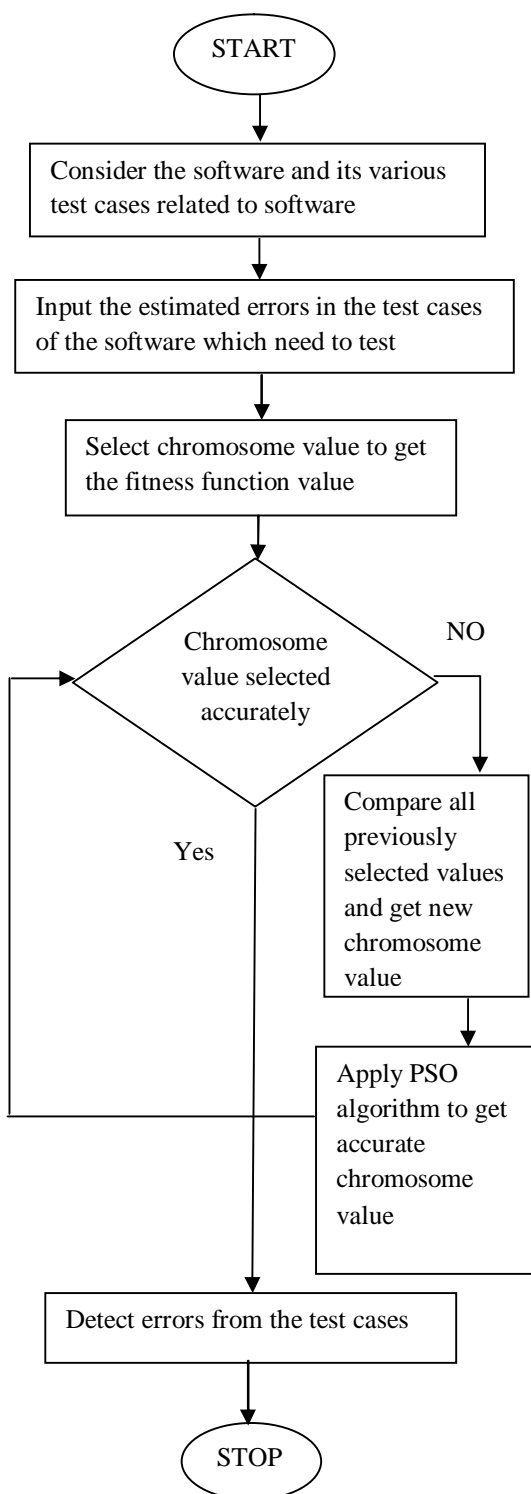 START
Consider the software and its various
test cases related to software
Input the estimated errors in the test cases
of the software which need to test
Select chromosome value to get
the fitness function value
Chromosome
value selected
accurately
NO
Yes
Compare all
previously
selected values
and get new
chromosome
value
Apply PSO
algorithm to get
accurate
chromosome
value
Detect errors from the test cases
STOP